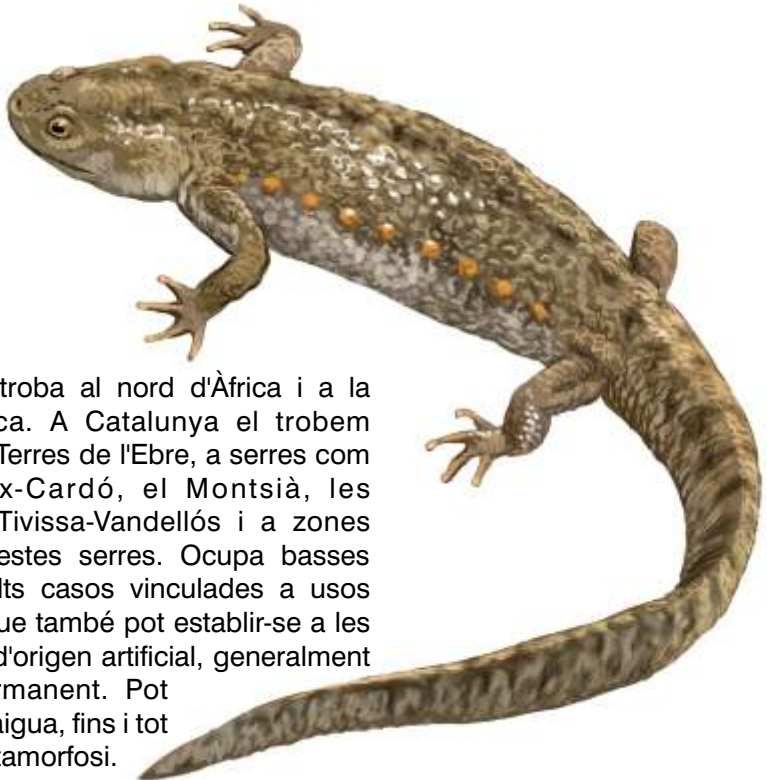 troba al nord d'Àfrica i a la
ca. A Catalunya el trobem
Terres de l'Ebre, a serres com
x-Cardó, el Montsià, les
Tivissa-Vandellós i a zones
estes serres. Ocupa basses
lts casos vinculades a usos
ue també pot establir-se a les
d'origen artificial, generalment
rmanent. Pot
aigua, fins i tot
tamorfosi.